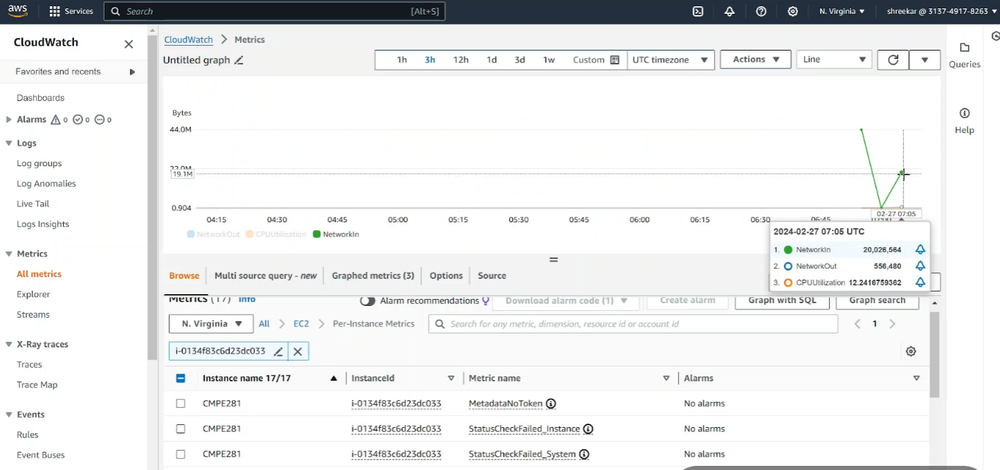 aws Services Search [Alt+S] N. Virginia shreekar @ 3137-4917-8263
CloudWatch
Favorites and recents
Dashboards
Alarms 0 0 0
Logs
Log groups
Log Anomalies
Live Tail
Logs Insights
Metrics
All metrics
Explorer
Streams
X-Ray traces
Traces
Trace Map
Events
Rules
Event Buses
CloudWatch Metrics
Untitled graph 1h 3h 12h 1d 3d 1w Custom UTC timezone Actions Line
Bytes
44.0M
22.0M
19.1M
0.904
04:15 04:30 04:45 05:00 05:15 05:30 05:45 06:00 06:15 06:30 06:45 07:00
02-27 07:05
NetworkOut CPUUtilization NetworkIn
2024-02-27 07:05 UTC
1. NetworkIn 20,026,564
2. NetworkOut 556,480
3. CPUUtilization 12.2416759362
Browse Multi source query - new Graphed metrics (3) Options Source
Metrics (17) Info Alarm recommendations Download alarm code (1) Create alarm Graph with SQL Graph search
N. Virginia All EC2 Per-Instance Metrics Search for any metric, dimension, resource id or account id 1
i-0134f83c6d23dc033
Instance name 17/17 InstanceId Metric name Alarms
CMPE281 i-0134f83c6d23dc033 MetadataNoToken No alarms
CMPE281 i-0134f83c6d23dc033 StatusCheckFailed_Instance No alarms
CMPE281 i-0134f83c6d23dc033 StatusCheckFailed_System No alarms
Queries
Help